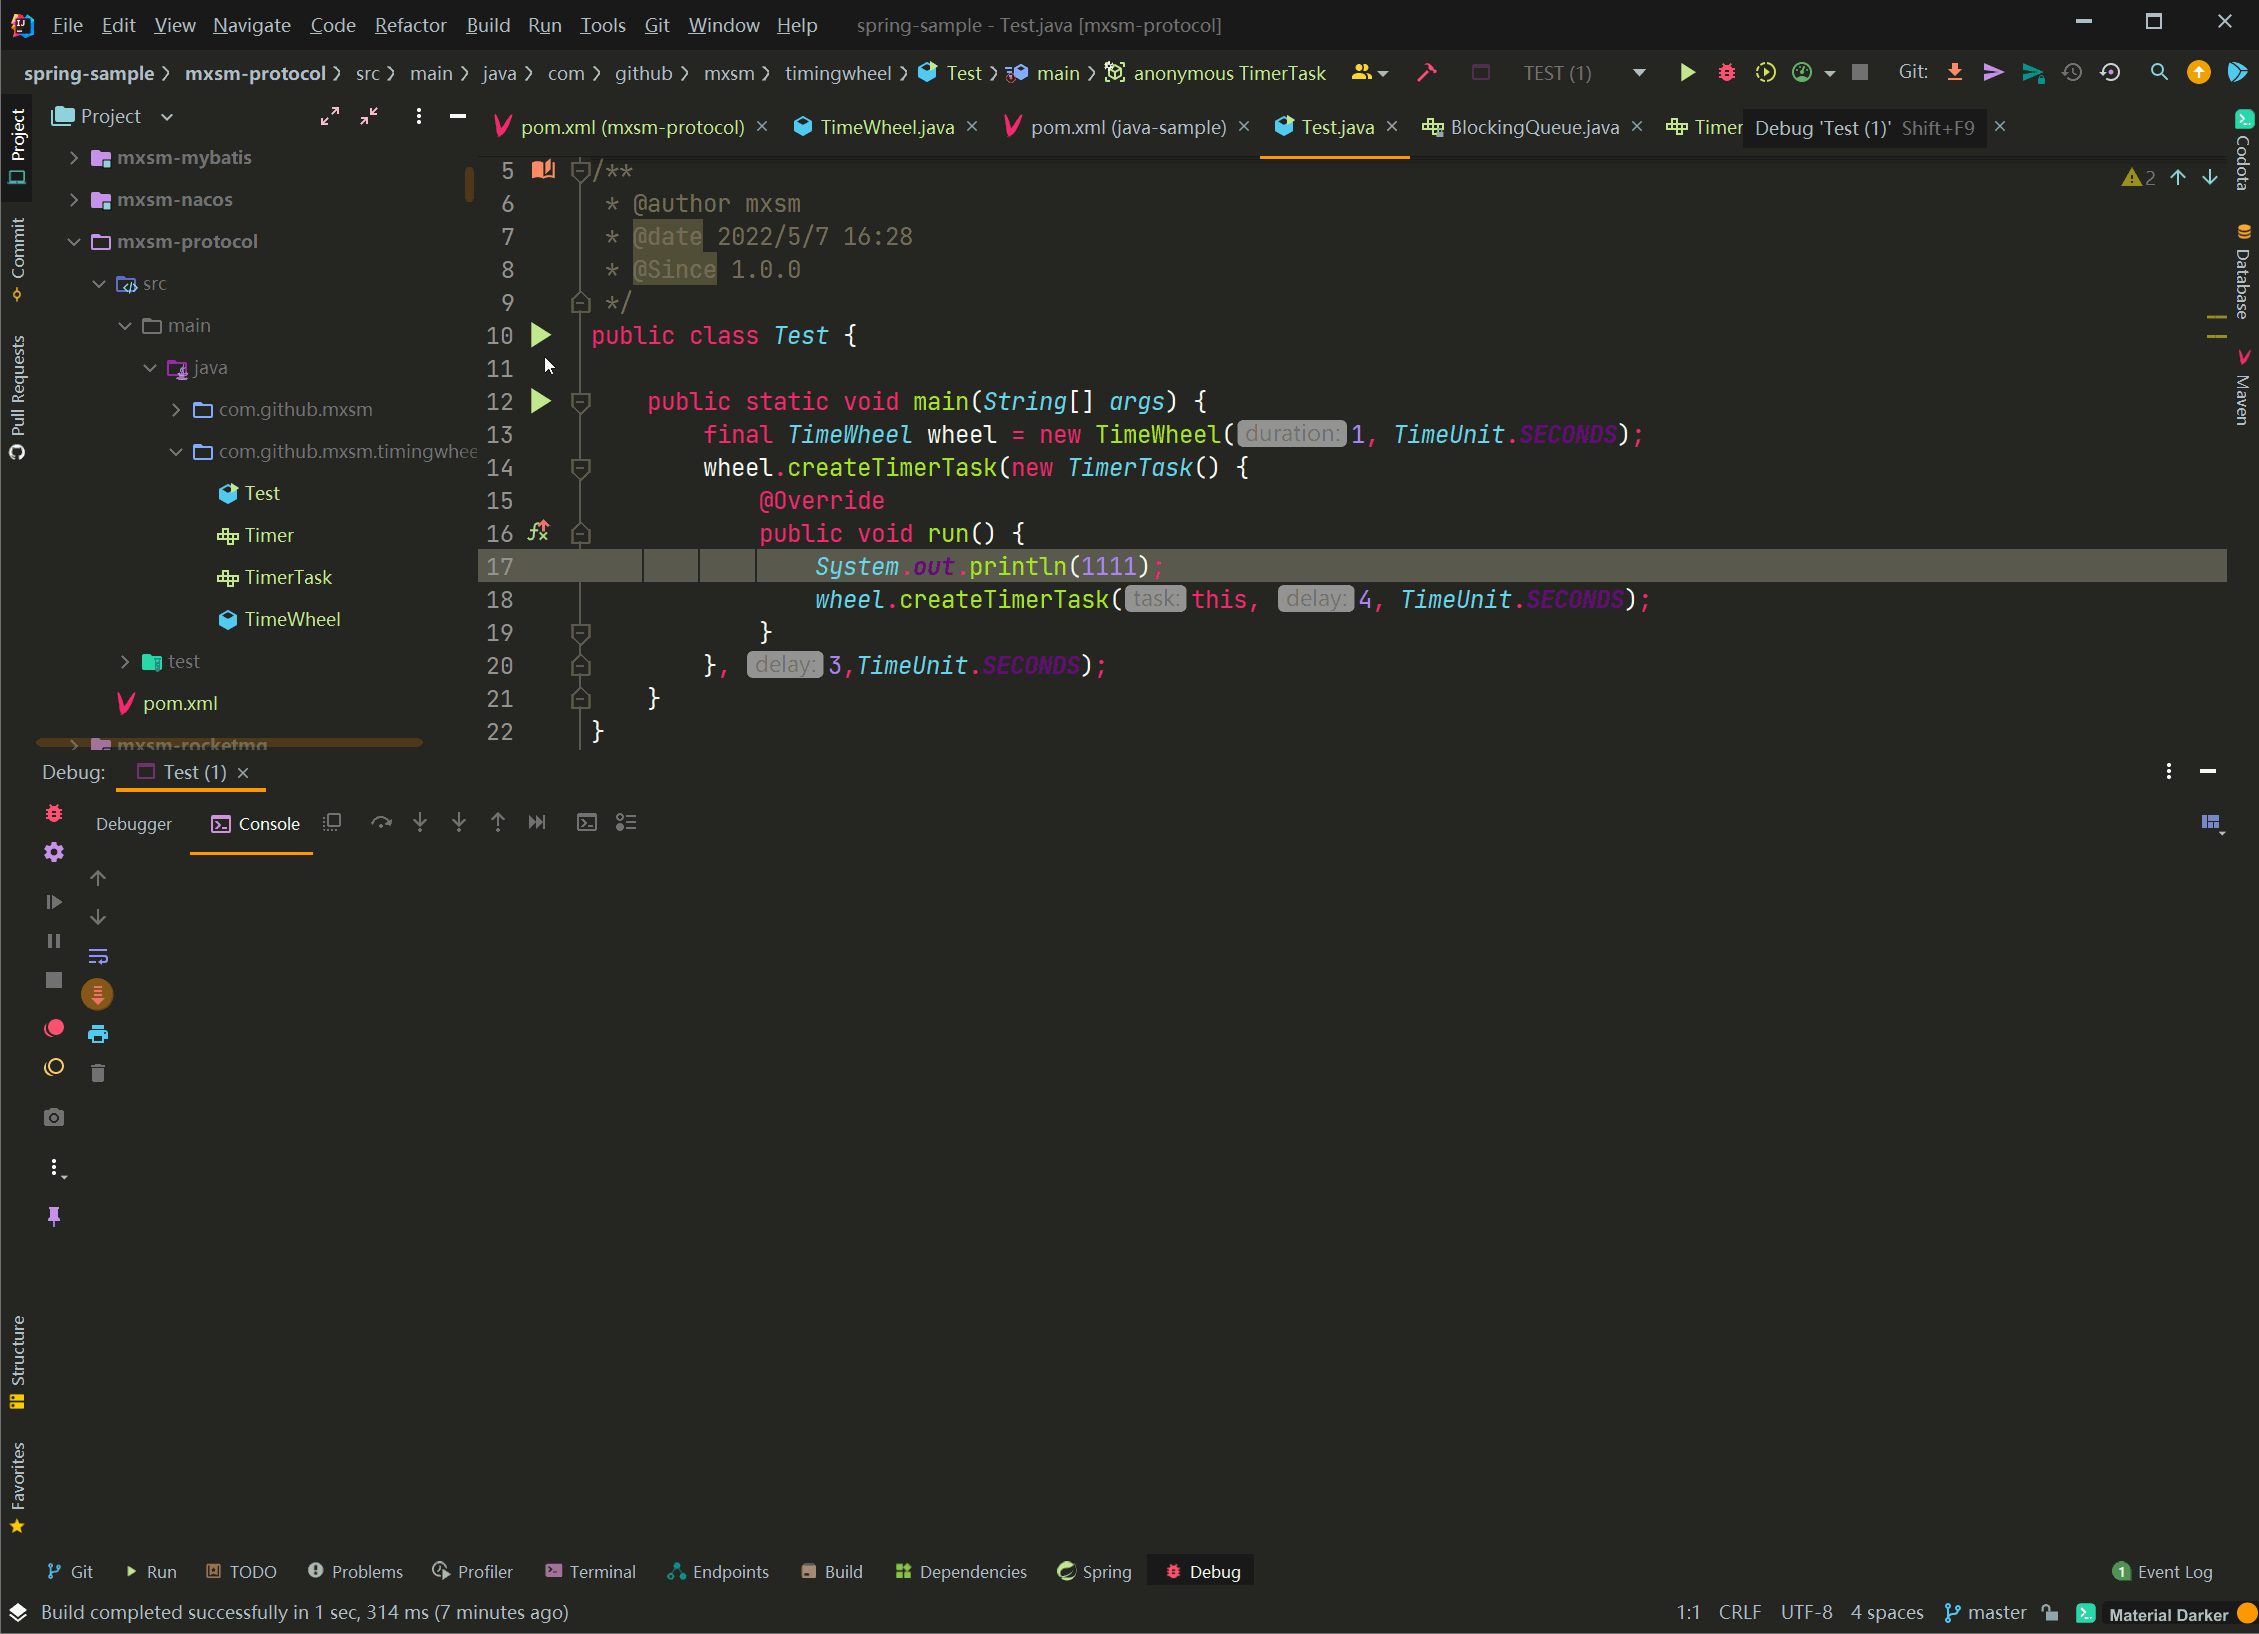 File Edit View Navigate Code Refactor Build Run Tools Git Window Help spring-sample - Test.java [mxsm-protocol]
spring-sample mxsm-protocol src main java com github mxsm timingwheel Test main anonymous TimerTask TEST (1) Git:
Project
pom.xml (mxsm-protocol) TimeWheel.java pom.xml (java-sample) Test.java BlockingQueue.java Timer Debug 'Test (1)' Shift+F9
Project
Commit
Pull Requests
Structure
Favorites
mxsm-mybatis
mxsm-nacos
mxsm-protocol
src
main
java
com.github.mxsm
com.github.mxsm.timingwhee
Test
Timer
TimerTask
TimeWheel
test
pom.xml
mxsm-rocketmq
5 /**
6 * @author mxsm
7 * @date 2022/5/7 16:28
8 * @Since 1.0.0
9 */
10 public class Test {
11
12 public static void main(String[] args) {
13 final TimeWheel wheel = new TimeWheel( duration: 1, TimeUnit.SECONDS);
14 wheel.createTimerTask(new TimerTask() {
15 @Override
16 public void run() {
17 System.out.println(1111);
18 wheel.createTimerTask( task: this, delay: 4, TimeUnit.SECONDS);
19 }
20 }, delay: 3,TimeUnit.SECONDS);
21 }
22 }
2
Codota
Database
Maven
Debug: Test (1)
Debugger Console
Git Run TODO Problems Profiler Terminal Endpoints Build Dependencies Spring Debug 1 Event Log
Build completed successfully in 1 sec, 314 ms (7 minutes ago) 1:1 CRLF UTF-8 4 spaces master Material Darker